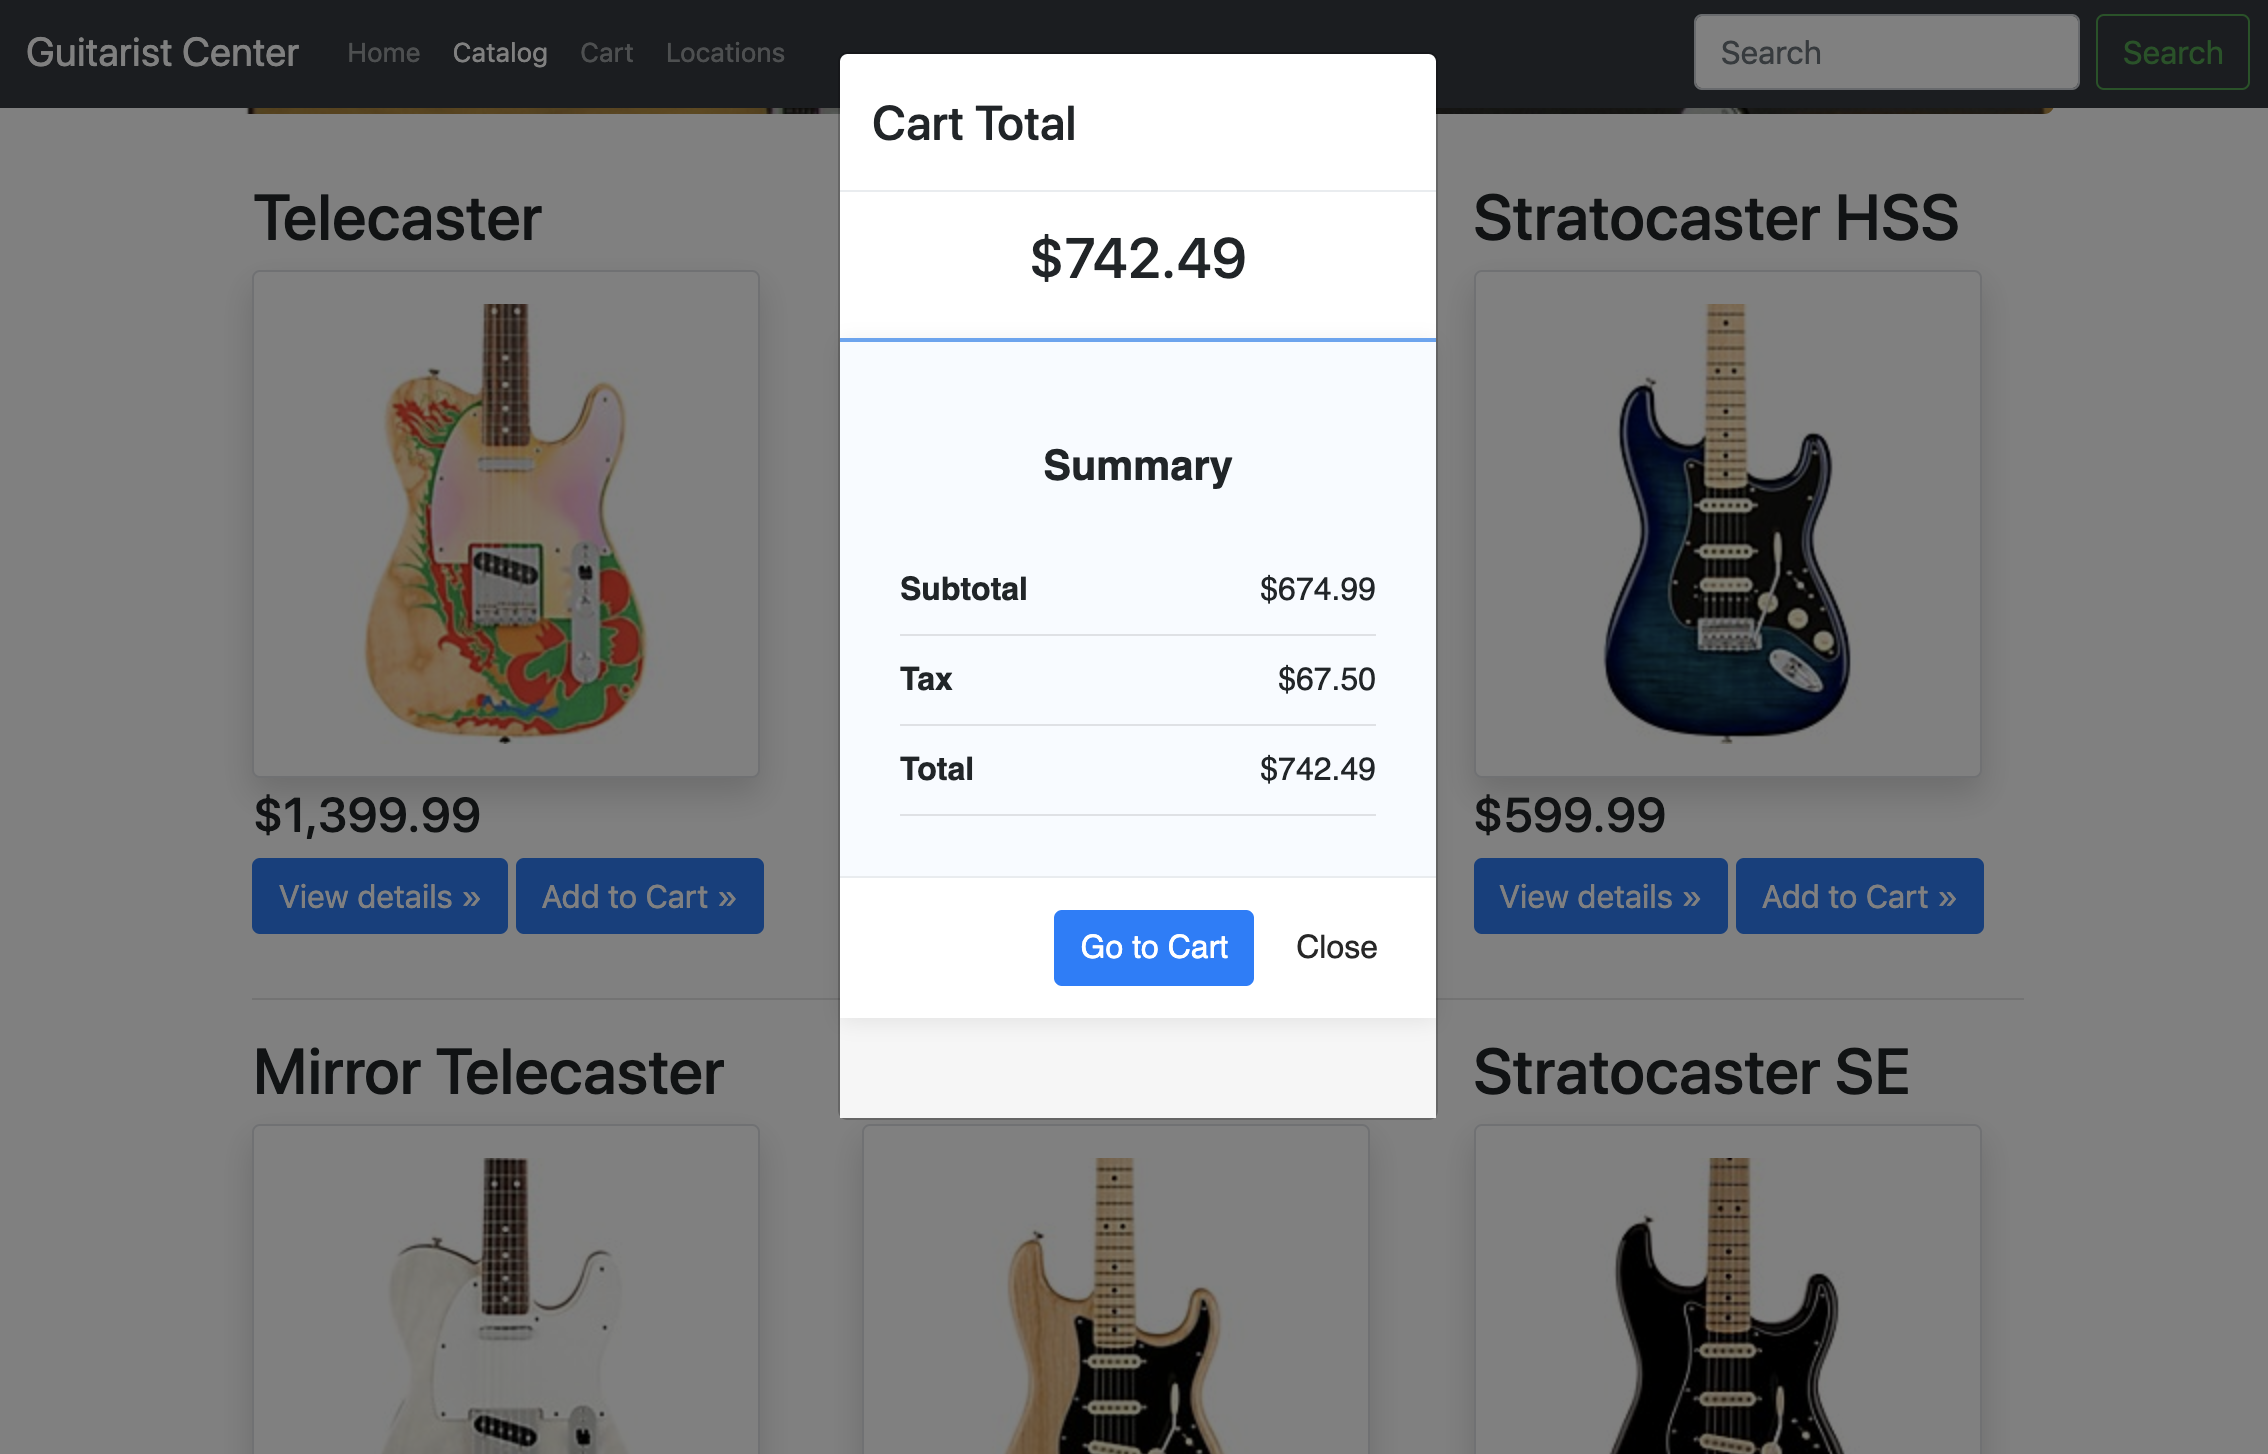 Guitarist Center Home Catalog Cart Locations Search Search
Cart Total
$742.49
Summary
Subtotal $674.99
Tax $67.50
Total $742.49
Go to Cart Close
Telecaster
$1,399.99
View details » Add to Cart »
Stratocaster HSS
$599.99
View details » Add to Cart »
Mirror Telecaster
Stratocaster SE